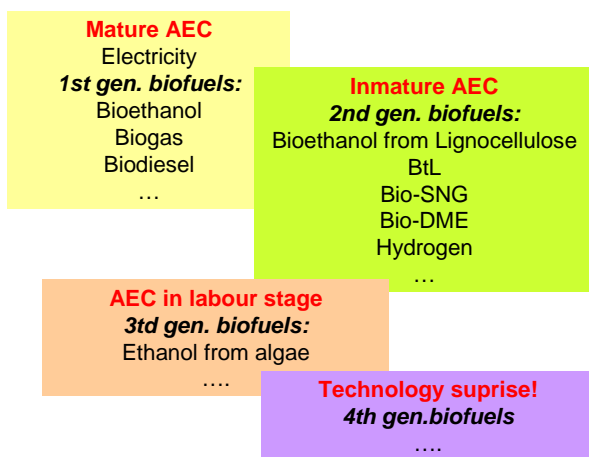 Mature AEC
Electricity
1st gen. biofuels:
Bioethanol
Biogas
Biodiesel
…
Inmature AEC
2nd gen. biofuels:
Bioethanol from Lignocellulose
BtL
Bio-SNG
Bio-DME
Hydrogen
…
AEC in labour stage
3td gen. biofuels:
Ethanol from algae
….
Technology suprise!
4th gen.biofuels
….